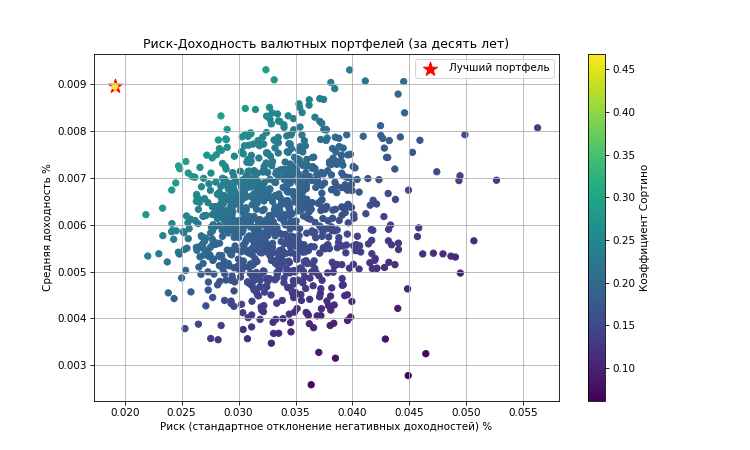 Риск-Доходность валютных портфелей (за десять лет)
Лучший портфель
0.009
0.008
0.007
0.006
0.005
0.004
0.003
Средняя доходность %
0.020 0.025 0.030 0.035 0.040 0.045 0.050 0.055
Риск (стандартное отклонение негативных доходностей) %
0.45
0.40
0.35
0.30
0.25
0.20
0.15
0.10
Коэффициент Сортино